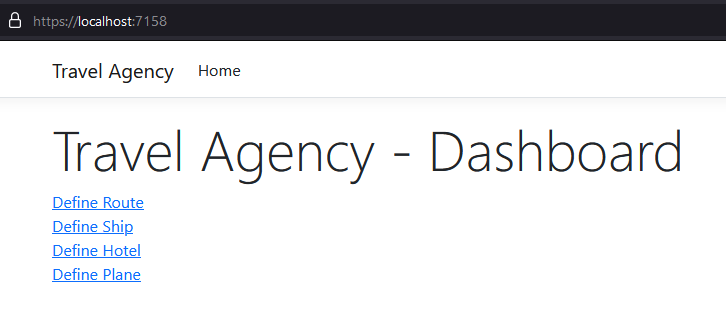 https://localhost:7158
Travel Agency Home
Travel Agency - Dashboard
Define Route
Define Ship
Define Hotel
Define Plane